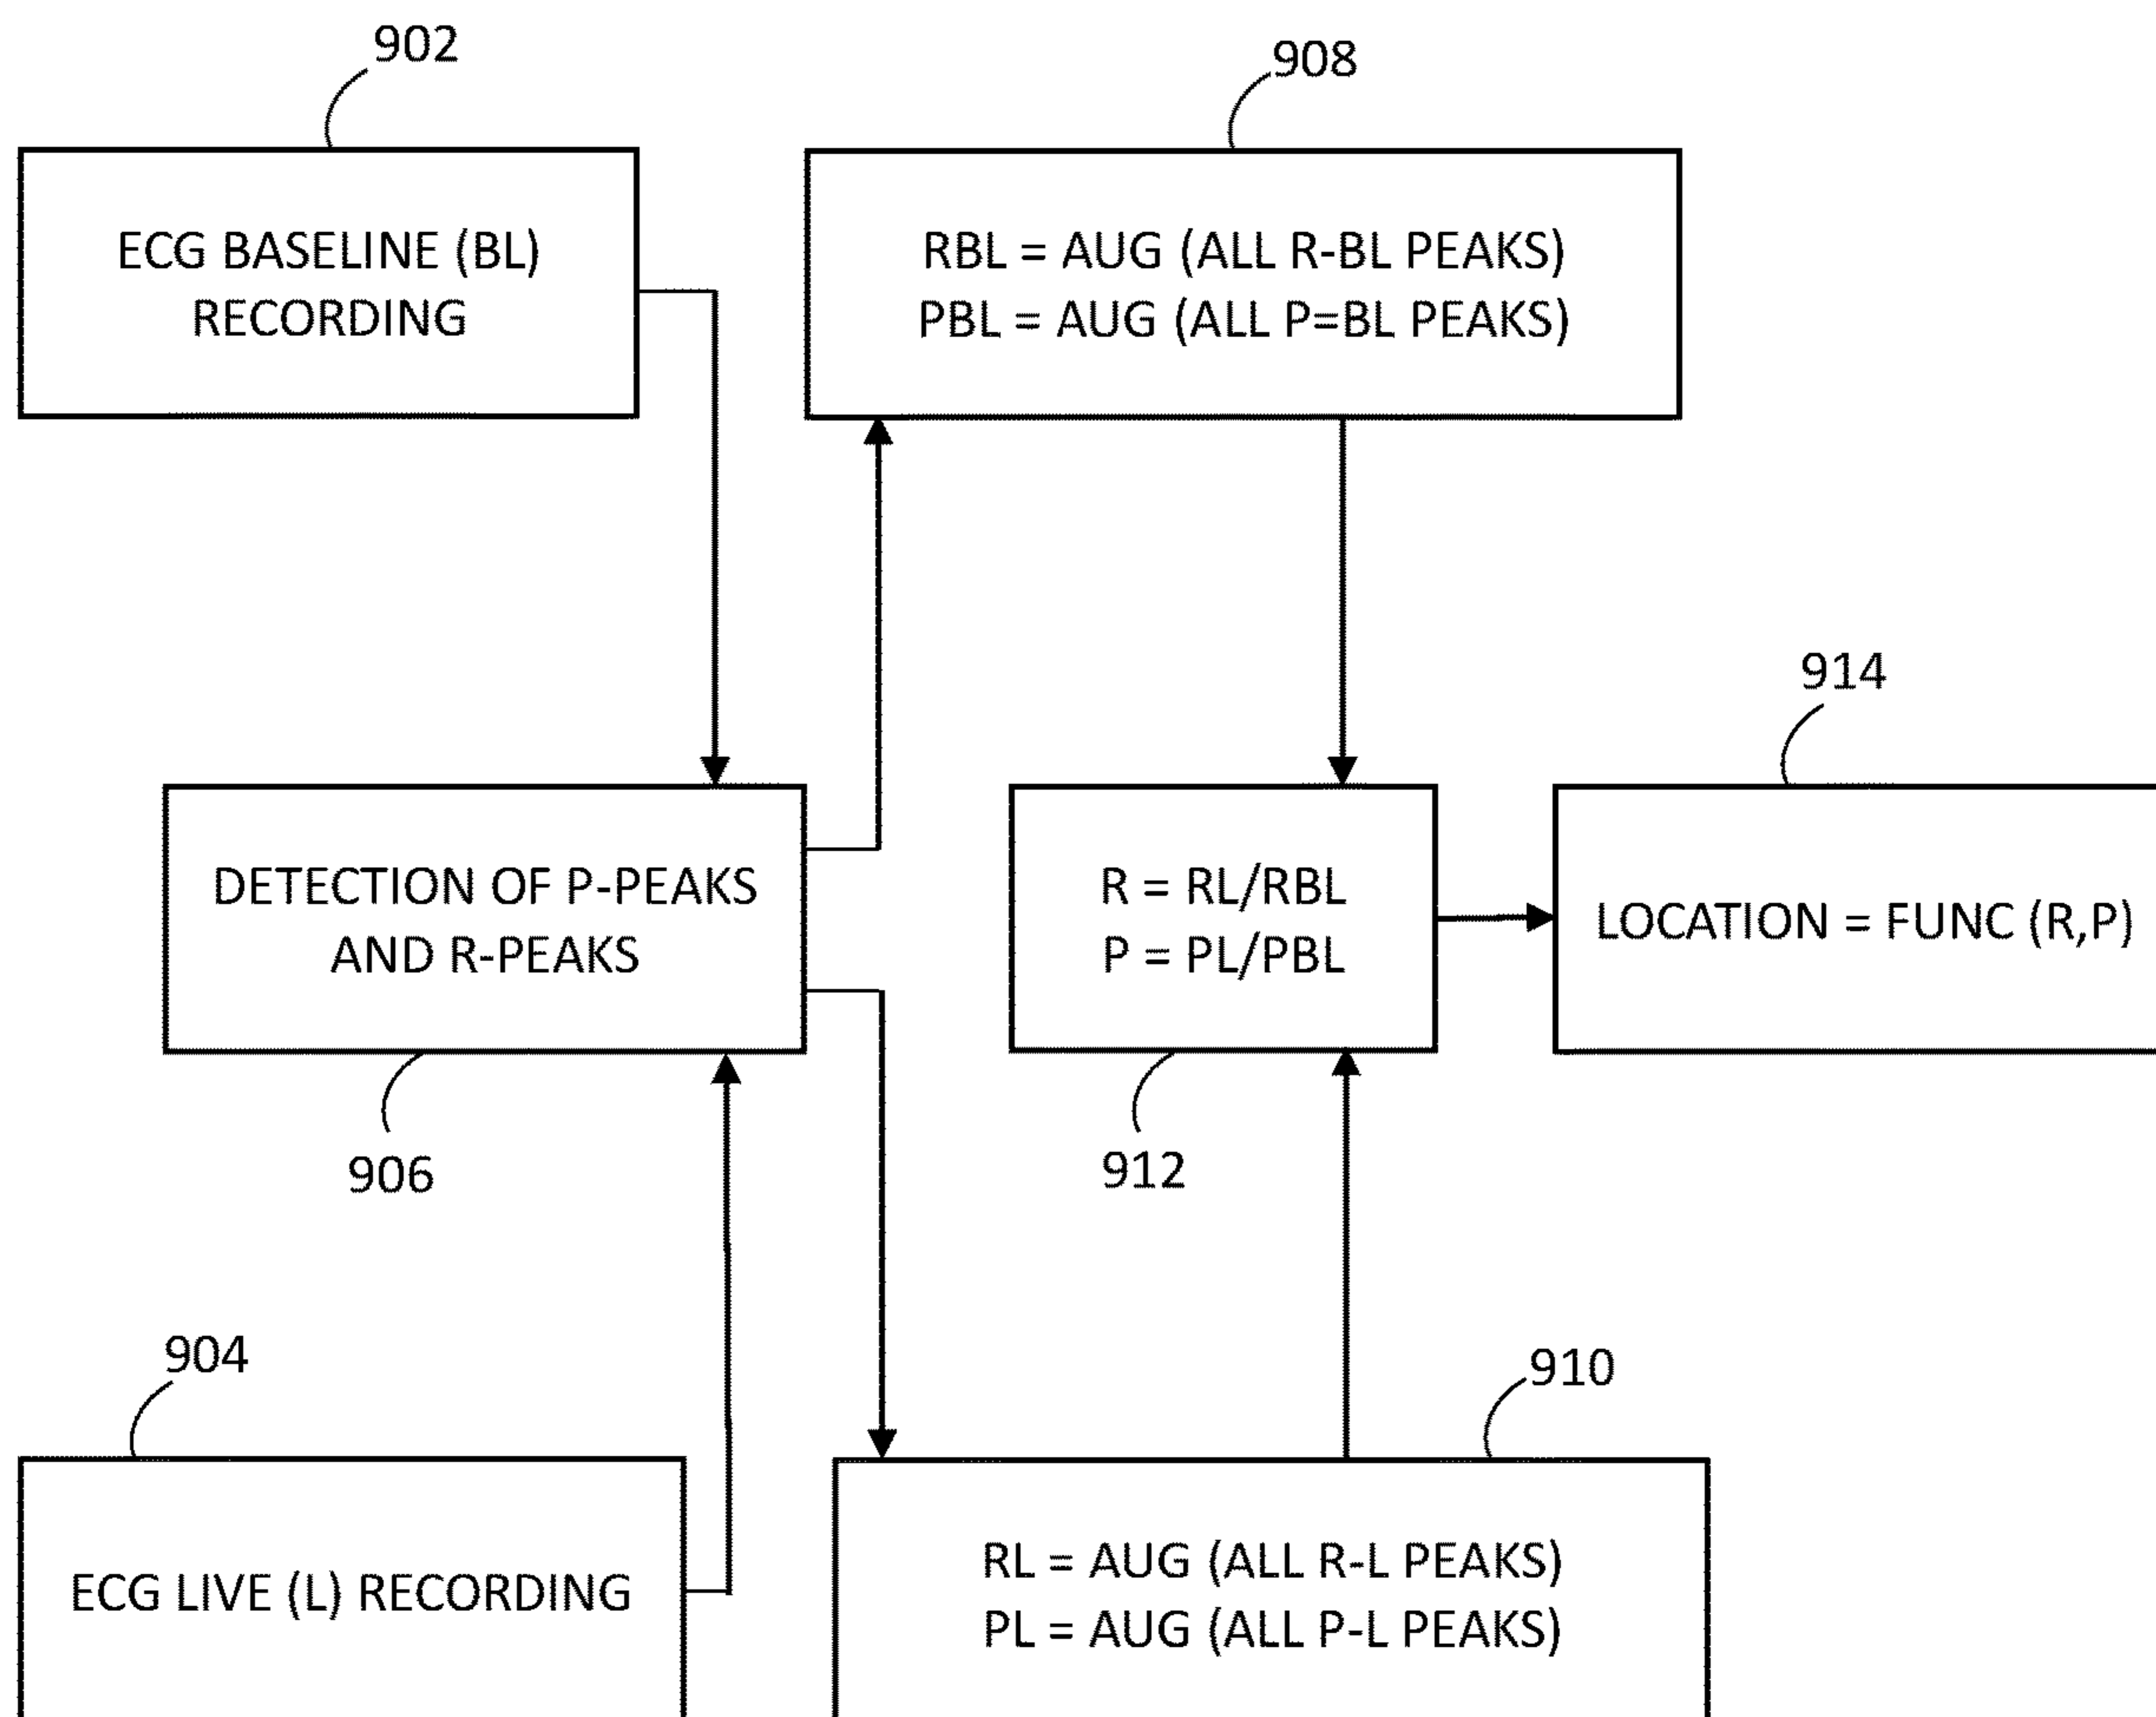 902
908
ECG BASELINE (BL)
RECORDING
RBL = AUG (ALL R-BL PEAKS)
PBL = AUG (ALL P=BL PEAKS)
914
DETECTION OF P-PEAKS
AND R-PEAKS
R = RL/RBL
P = PL/PBL
LOCATION = FUNC (R,P)
906
912
904
910
ECG LIVE (L) RECORDING
RL = AUG (ALL R-L PEAKS)
PL = AUG (ALL P-L PEAKS)